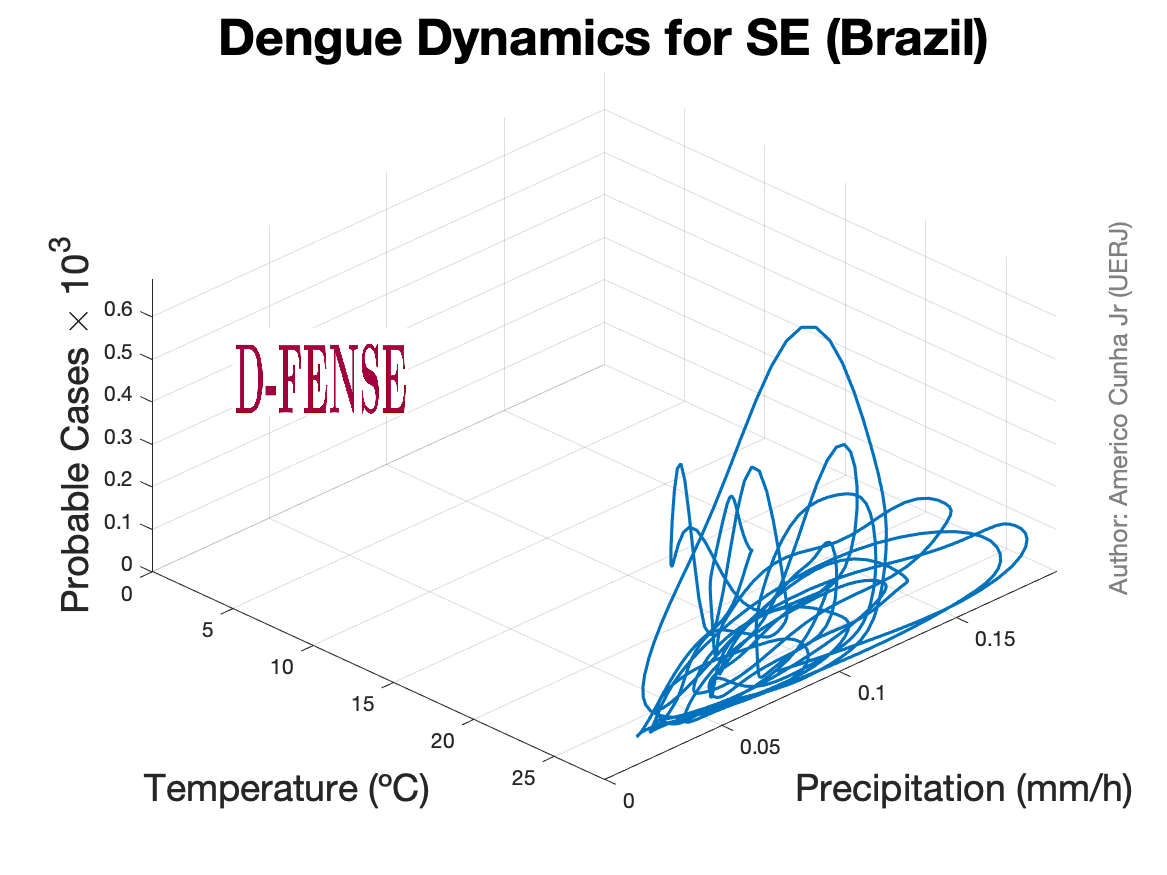 Dengue Dynamics for SE (Brazil)
Probable Cases × 10³
0.6
0.5
0.4
0.3
0.2
0.1
0
D-FENSE
0
5
10
15
20
25
Temperature (ºC)
0
0.05
0.1
0.15
Precipitation (mm/h)
Author: Americo Cunha Jr (UERJ)